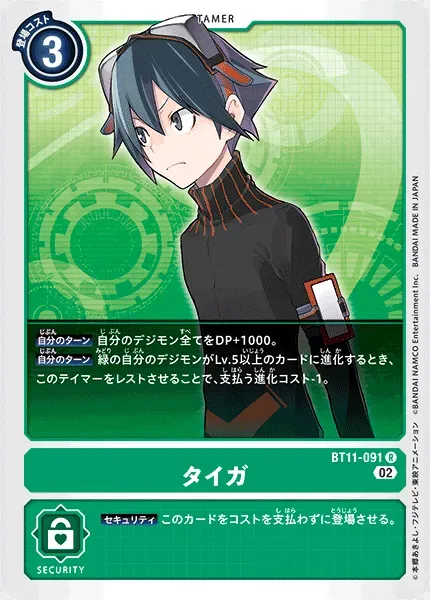 登場コスト
TAMER
3
自分のターン 自分のデジモン全てをDP+1000。
自分のターン 緑の自分のデジモンがLv.5以上のカードに進化するとき、
このテイマーをレストさせることで、支払う進化コスト-1。
BT11-091 R
タイガ
02
セキュリティ このカードをコストを支払わずに登場させる。
SECURITY
©本郷あきよし・フジテレビ・東映アニメーション ©BANDAI NAMCO Entertainment Inc. BANDAI MADE IN JAPAN